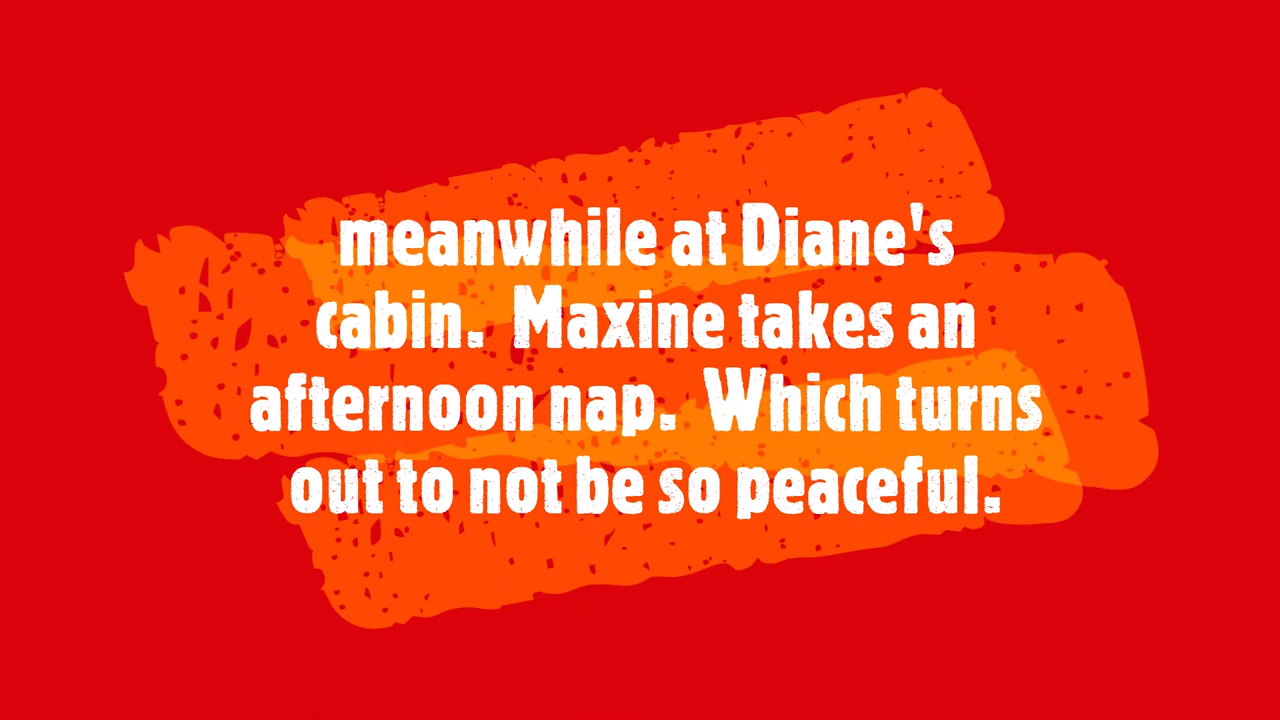 meanwhile at Diane's
cabin.  Maxine takes an
afternoon nap.  Which turns
out to not be so peaceful.